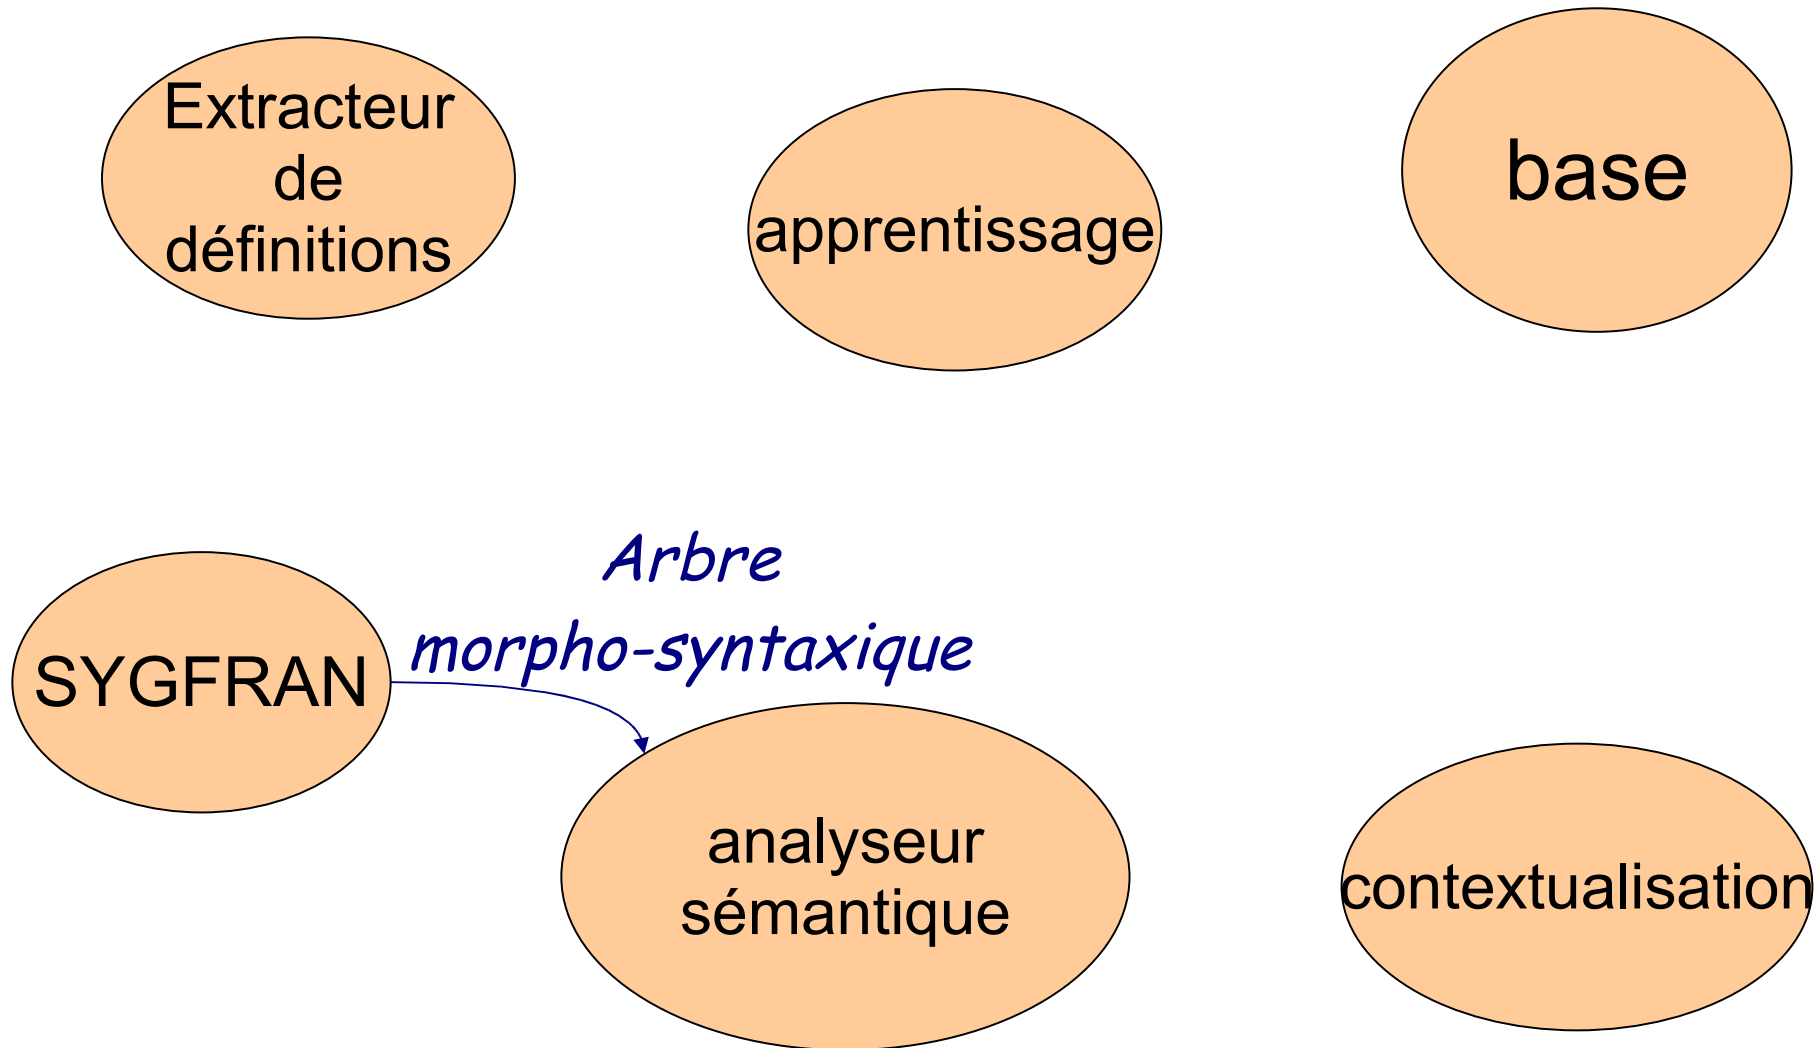 Extracteur
de
définitions
apprentissage
base
Arbre
morpho-syntaxique
SYGFRAN
analyseur
sémantique
contextualisation